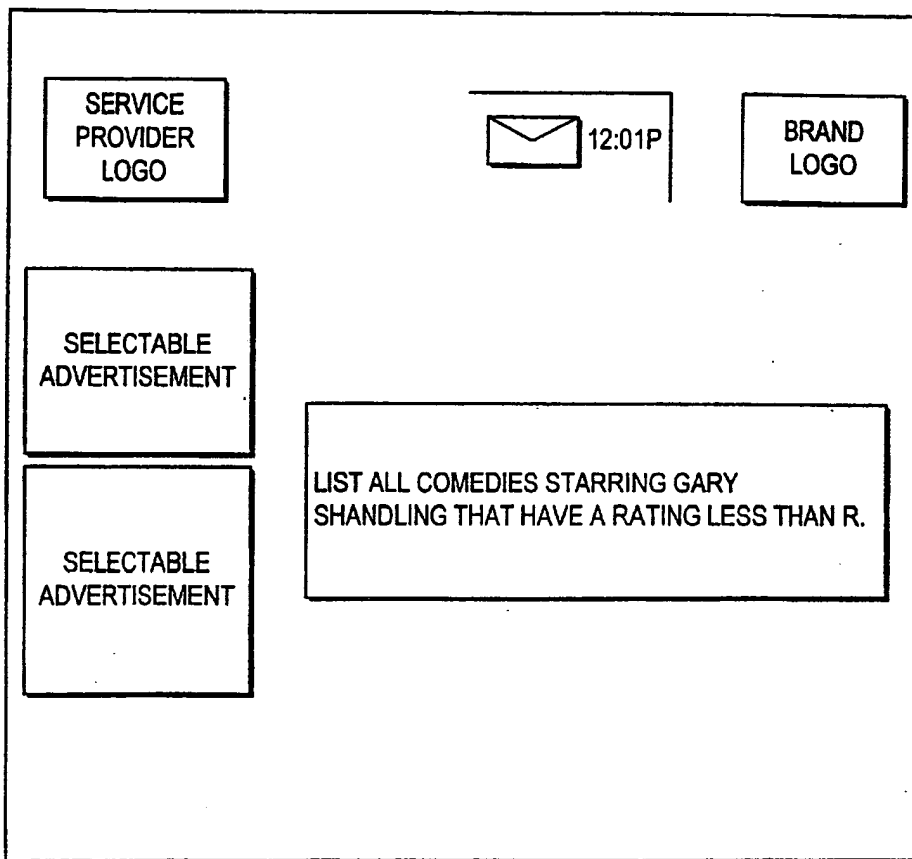 SERVICE
PROVIDER
LOGO
12:01P
BRAND
LOGO
SELECTABLE
ADVERTISEMENT
LIST ALL COMEDIES STARRING GARY
SHANDLING THAT HAVE A RATING LESS THAN R.
SELECTABLE
ADVERTISEMENT